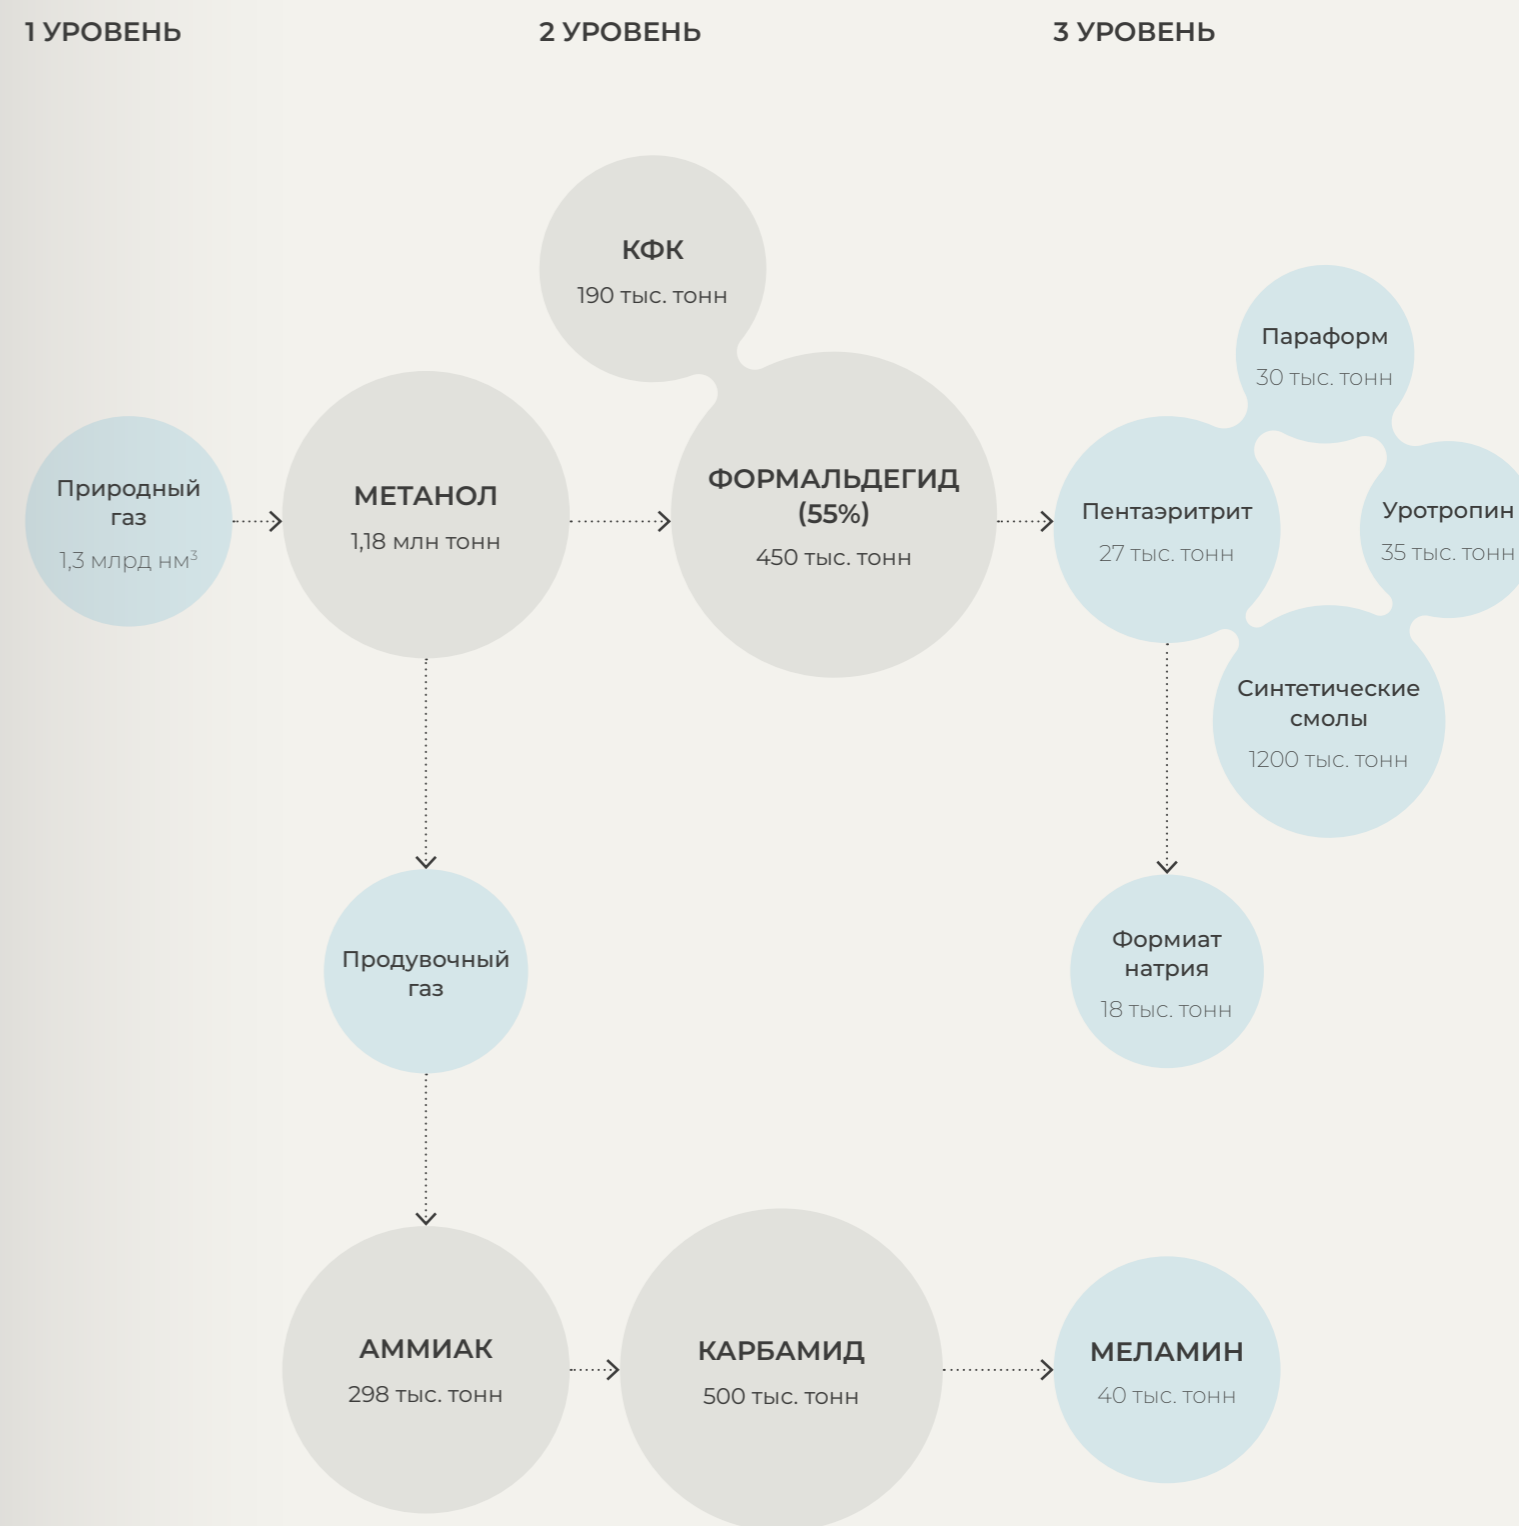 1 УРОВЕНЬ
2 УРОВЕНЬ
3 УРОВЕНЬ
КФК
190 тыс. тонн
Параформ
30 тыс. тонн
Природный
газ
1,3 млрд нм³
МЕТАНОЛ
1,18 млн тонн
ФОРМАЛЬДЕГИД
(55%)
450 тыс. тонн
Пентаэритрит
27 тыс. тонн
Уротропин
35 тыс. тонн
Синтетические
смолы
1200 тыс. тонн
Продувочный
газ
Формиат
натрия
18 тыс. тонн
АММИАК
298 тыс. тонн
КАРБАМИД
500 тыс. тонн
МЕЛАМИН
40 тыс. тонн